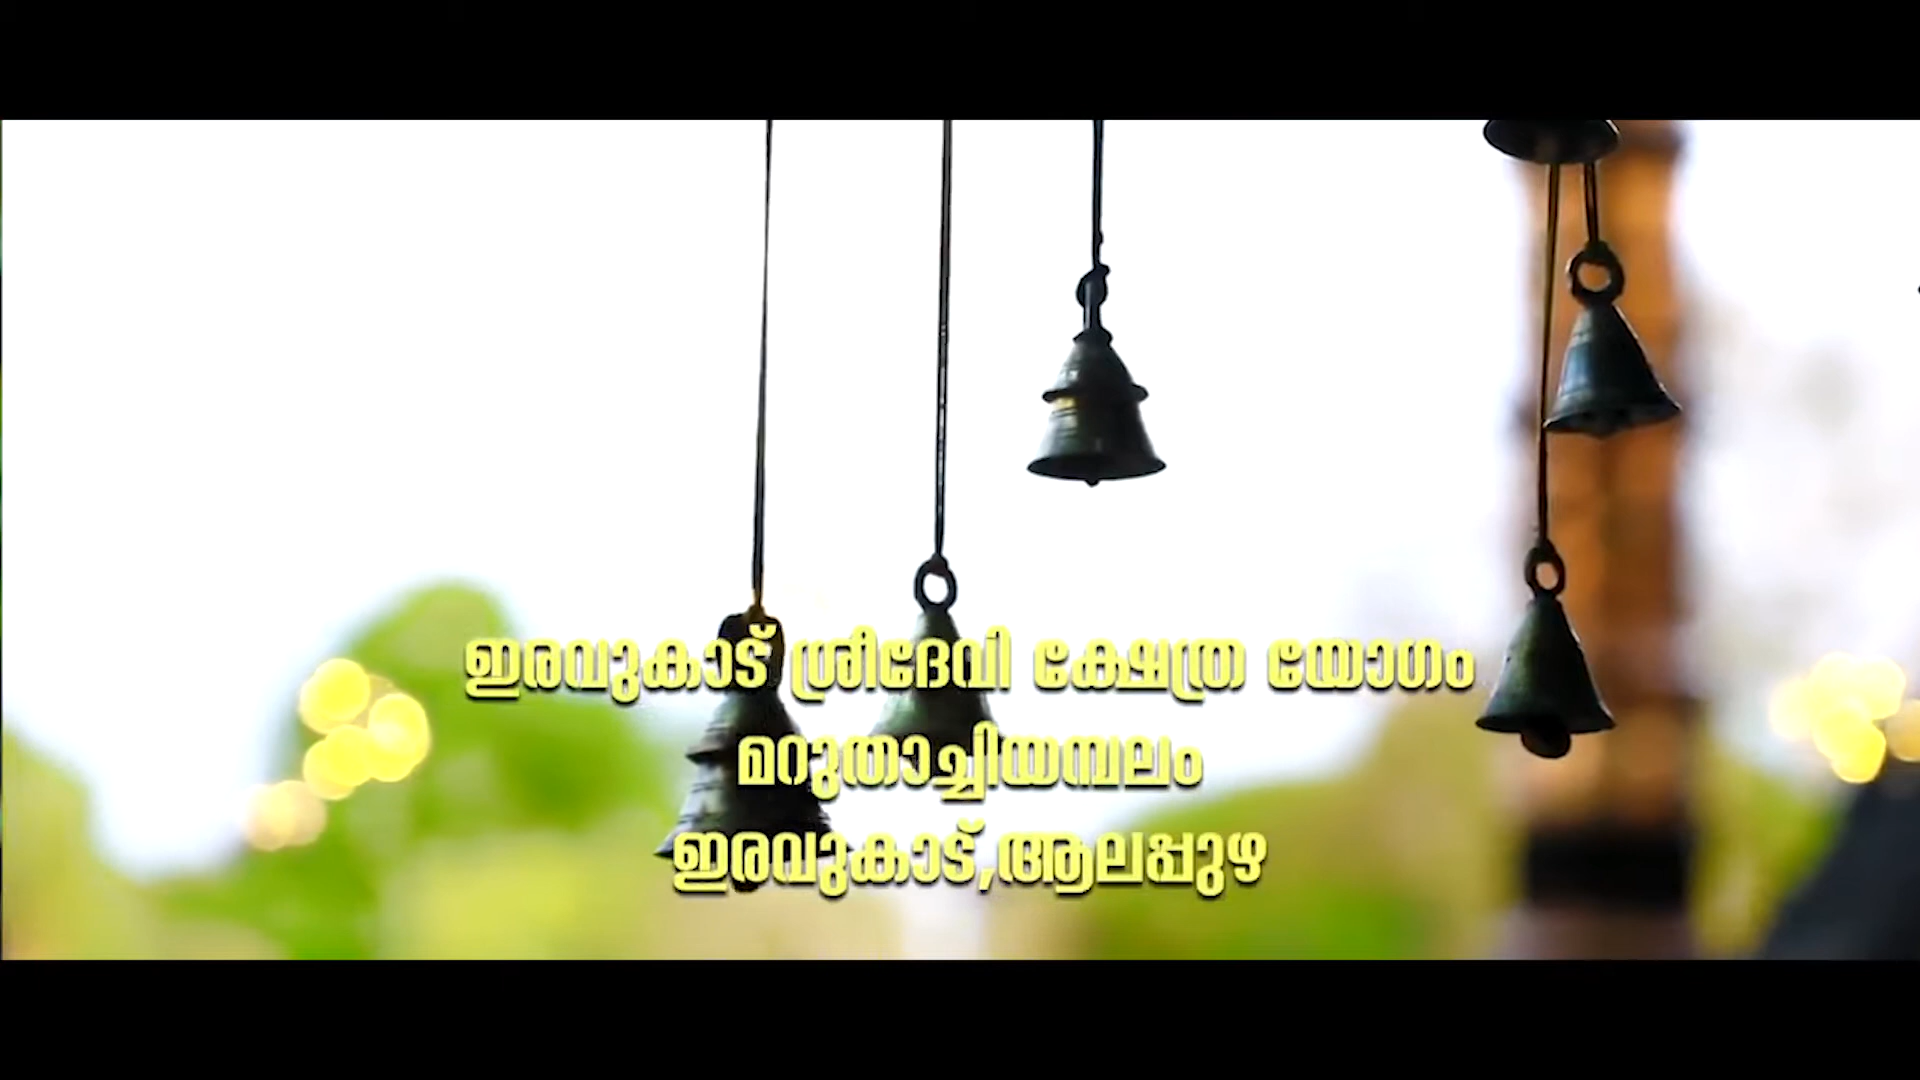 ഇരവുകാട് ശ്രീദേവി ക്ഷേത്ര യോഗം
മറുതാച്ചിയമ്പലം
ഇരവുകാട്,ആലപ്പുഴ